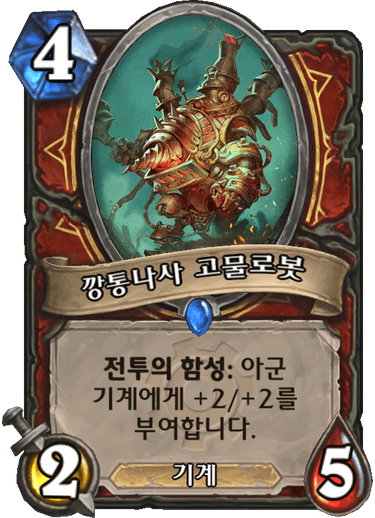 4
깡통나사 고물로봇
전투의 함성: 아군
기계에게 +2/+2를
부여합니다.
2
기계
5